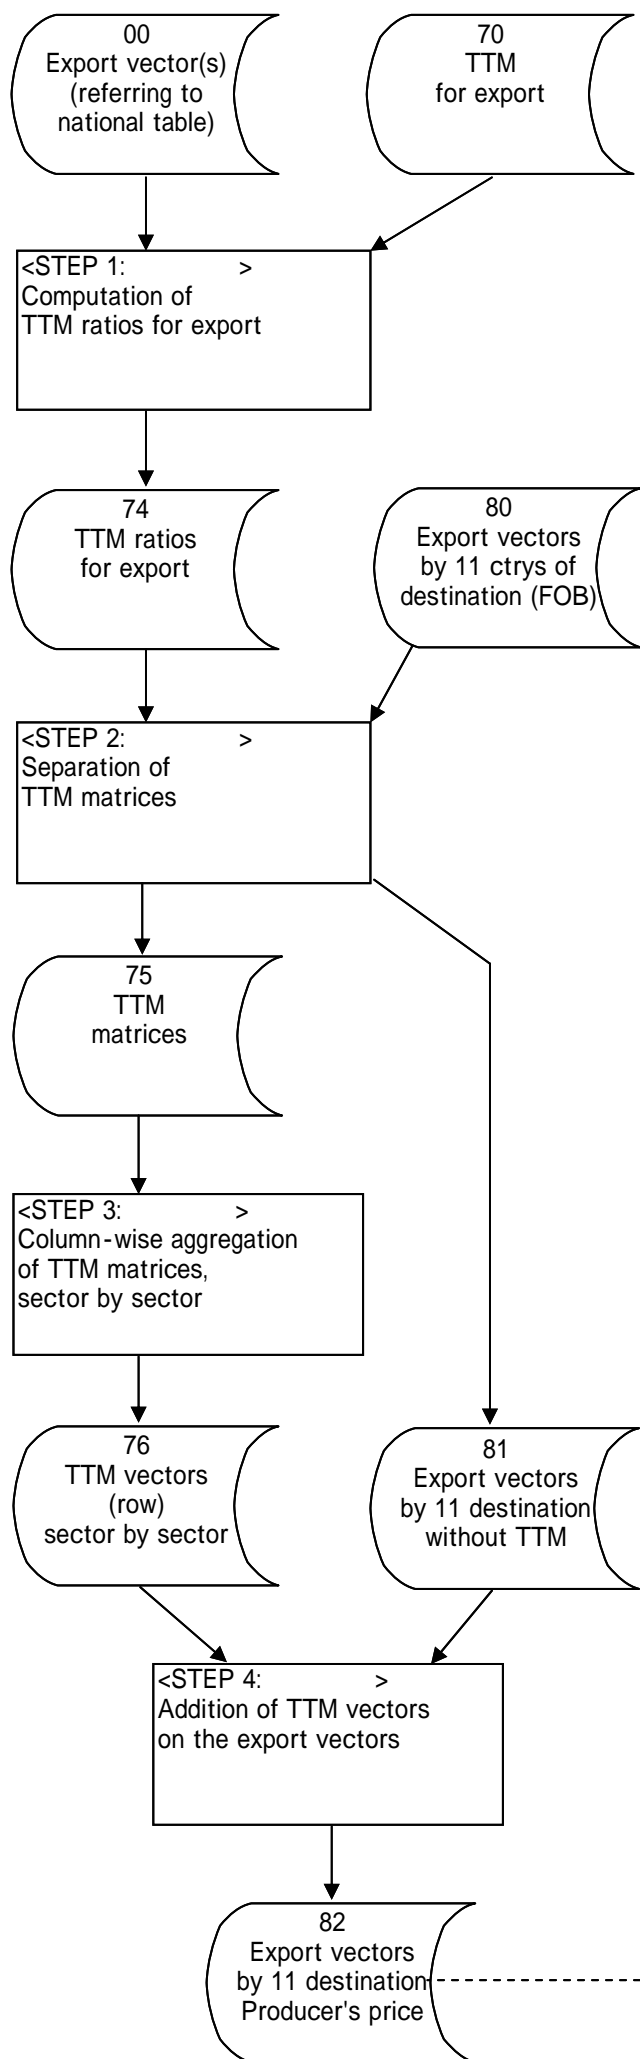 00
Export vector(s)
(referring to
national table)
70
TTM
for export
<STEP 1: >
Computation of
TTM ratios for export
74
TTM ratios
for export
80
Export vectors
by 11 ctrys of
destination (FOB)
<STEP 2: >
Separation of
TTM matrices
75
TTM
matrices
<STEP 3: >
Column-wise aggregation
of TTM matrices,
sector by sector
76
TTM vectors
(row)
sector by sector
81
Export vectors
by 11 destination
without TTM
<STEP 4: >
Addition of TTM vectors
on the export vectors
82
Export vectors
by 11 destination
Producer's price